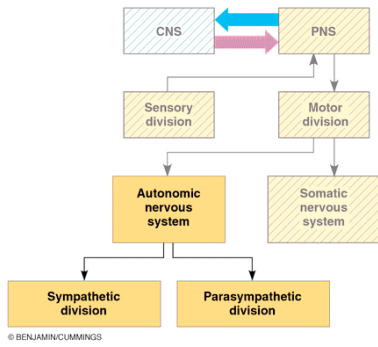 CNS
PNS
Sensory
division
Motor
division
Autonomic
nervous
system
Somatic
nervous
system
Sympathetic
division
Parasympathetic
division
© BENJAMIN/CUMMINGS